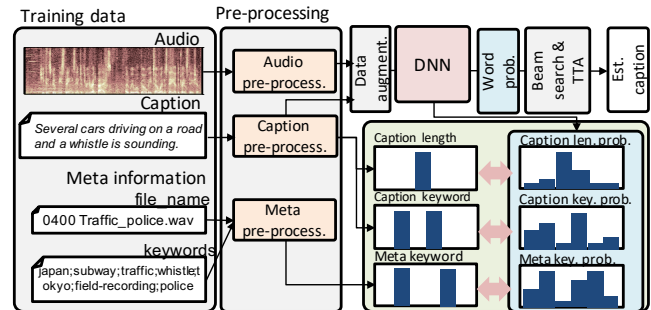 Training data
Audio
Caption
Several cars driving on a road
and a whistle is sounding.
Meta information
file_name
0400 Traffic_police.wav
keywords
japan;subway;traffic;whistle;t
okyo;field-recording;police
Pre-processing
Audio
pre-process.
Caption
pre-process.
Meta
pre-process.
Data
augment.
DNN
Word
prob.
Beam
search &
TTA
Est.
caption
Caption length
Caption len. prob.
Caption keyword
Caption key. prob.
Meta keyword
Meta key. prob.